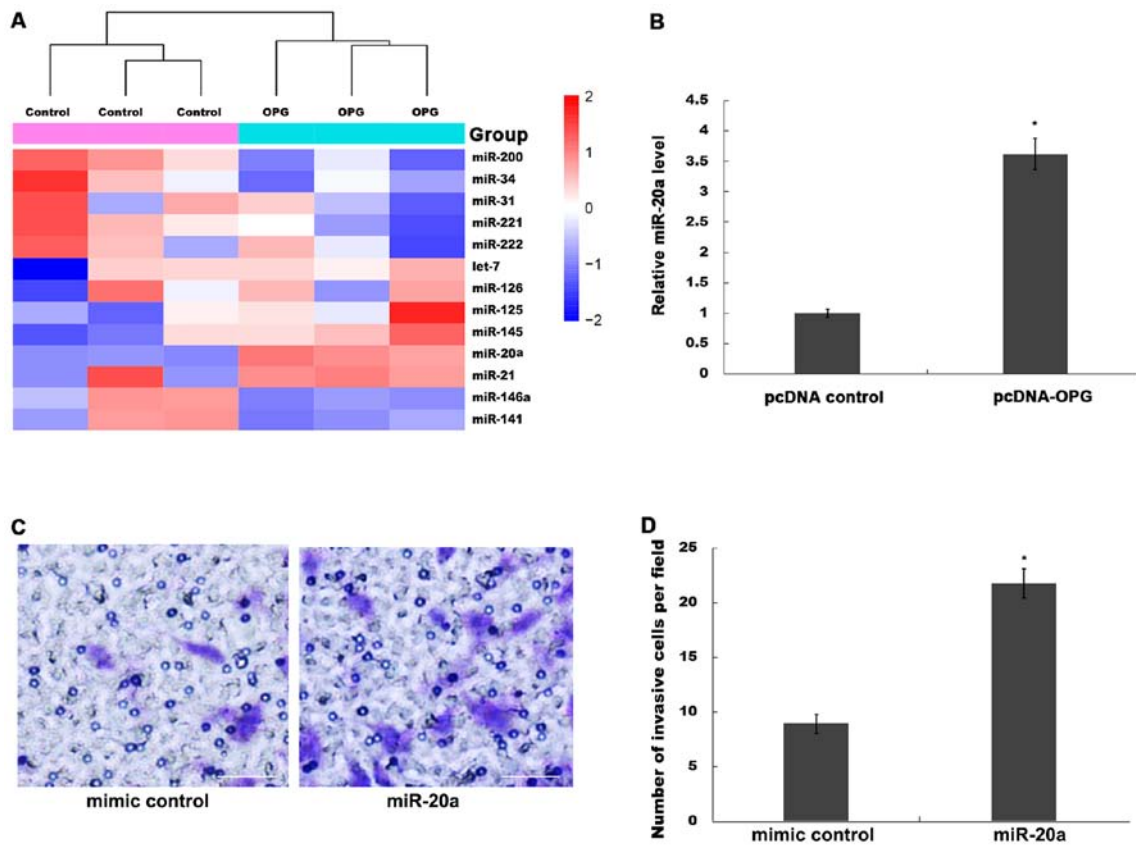 A
Control Control Control OPG OPG OPG
Group
miR-200
miR-34
miR-31
miR-221
miR-222
let-7
miR-126
miR-125
miR-145
miR-20a
miR-21
miR-146a
miR-141
2
1
0
−1
−2
B
Relative miR-20a level
4.5
4
3.5
3
2.5
2
1.5
1
0.5
0
*
pcDNA control pcDNA-OPG
C
mimic control miR-20a
D
Number of invasive cells per field
25
20
15
10
5
0
*
mimic control miR-20a